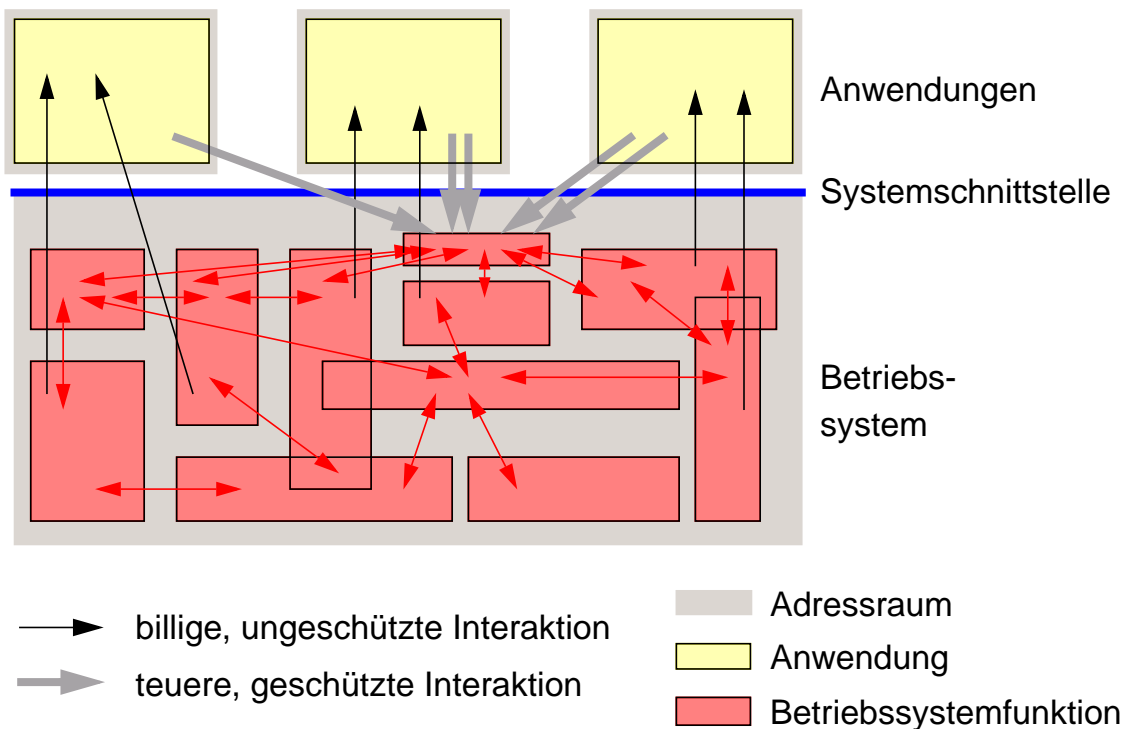 Anwendungen
Systemschnittstelle
Betriebs-
system
billige, ungeschützte Interaktion
teuere, geschützte Interaktion
Adressraum
Anwendung
Betriebssystemfunktion